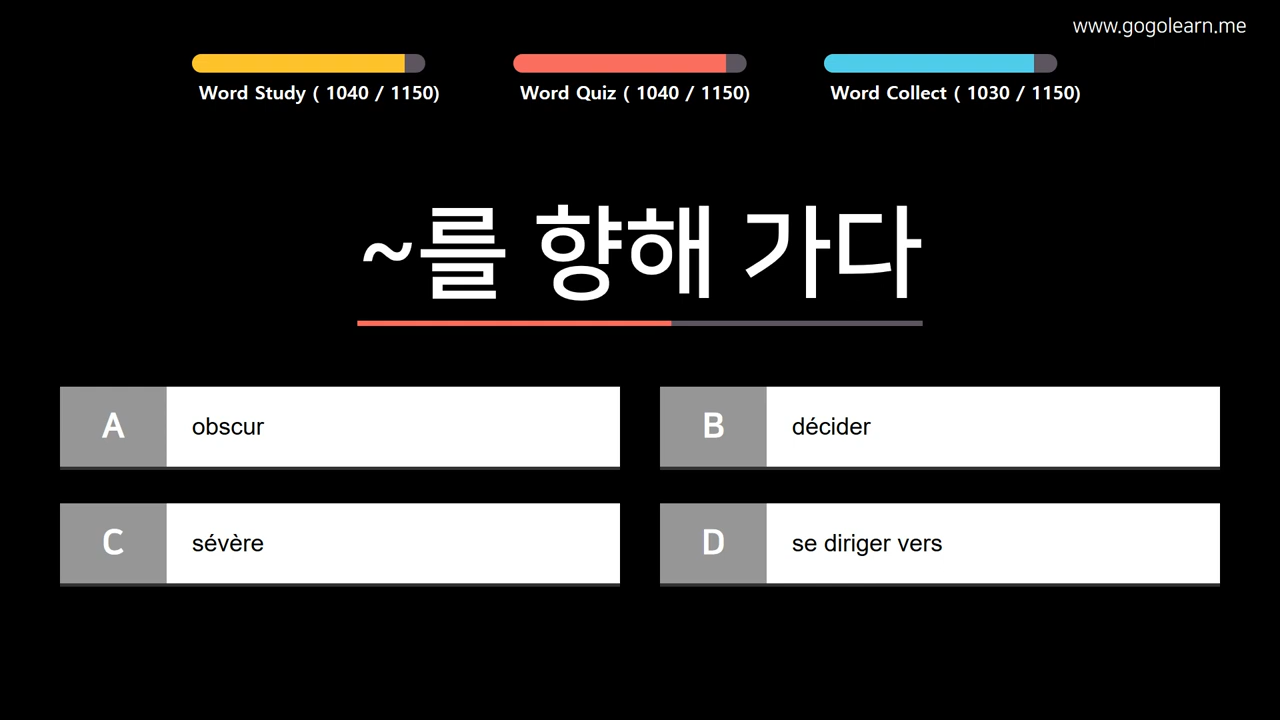 www.gogolearn.me
Word Study ( 1040 / 1150)
Word Quiz ( 1040 / 1150)
Word Collect ( 1030 / 1150)
~를 향해 가다
A obscur
B décider
C sévère
D se diriger vers